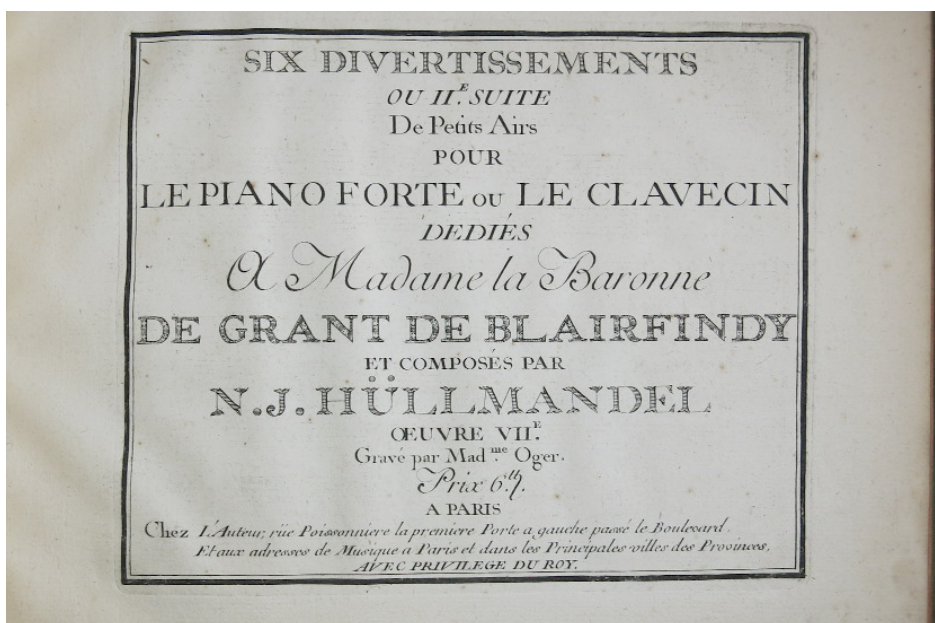 SIX DIVERTISSEMENTS
OU II.E SUITE
De Petits Airs
POUR
LE PIANO FORTE OU LE CLAVECIN
DEDIÉS
A Madame la Baronne
DE GRANT DE BLAIRFINDY
ET COMPOSÉS PAR
N.J. HÜLLMANDEL
ŒUVRE VII.E
Gravé par Mad.me Oger.
Prix 6.tt
A PARIS
Chez L'Auteur, rüe Poissonniere la premiere Porte a gauche passé le Boulevard.
Et aux adresses de Musique a Paris et dans les Principales villes des Provinces,
AVEC PRIVILEGE DU ROY.